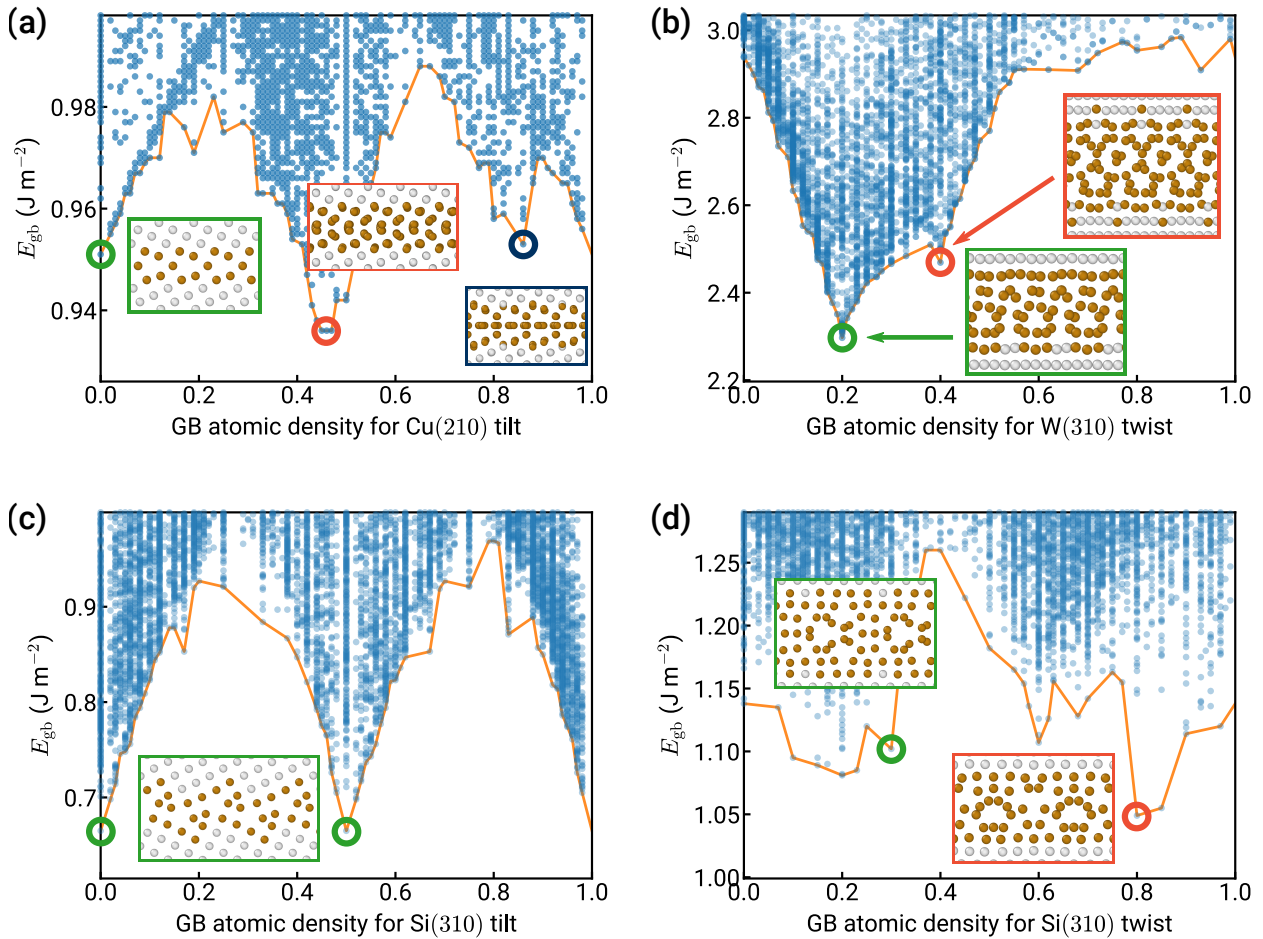 (a)
0.98
0.96
0.94
E_gb (J m⁻²)
0.0 0.2 0.4 0.6 0.8 1.0
GB atomic density for Cu(210) tilt
(b)
3.0
2.8
2.6
2.4
2.2
E_gb (J m⁻²)
0.0 0.2 0.4 0.6 0.8 1.0
GB atomic density for W(310) twist
(c)
0.9
0.8
0.7
E_gb (J m⁻²)
0.0 0.2 0.4 0.6 0.8 1.0
GB atomic density for Si(310) tilt
(d)
1.25
1.20
1.15
1.10
1.05
1.00
E_gb (J m⁻²)
0.0 0.2 0.4 0.6 0.8 1.0
GB atomic density for Si(310) twist